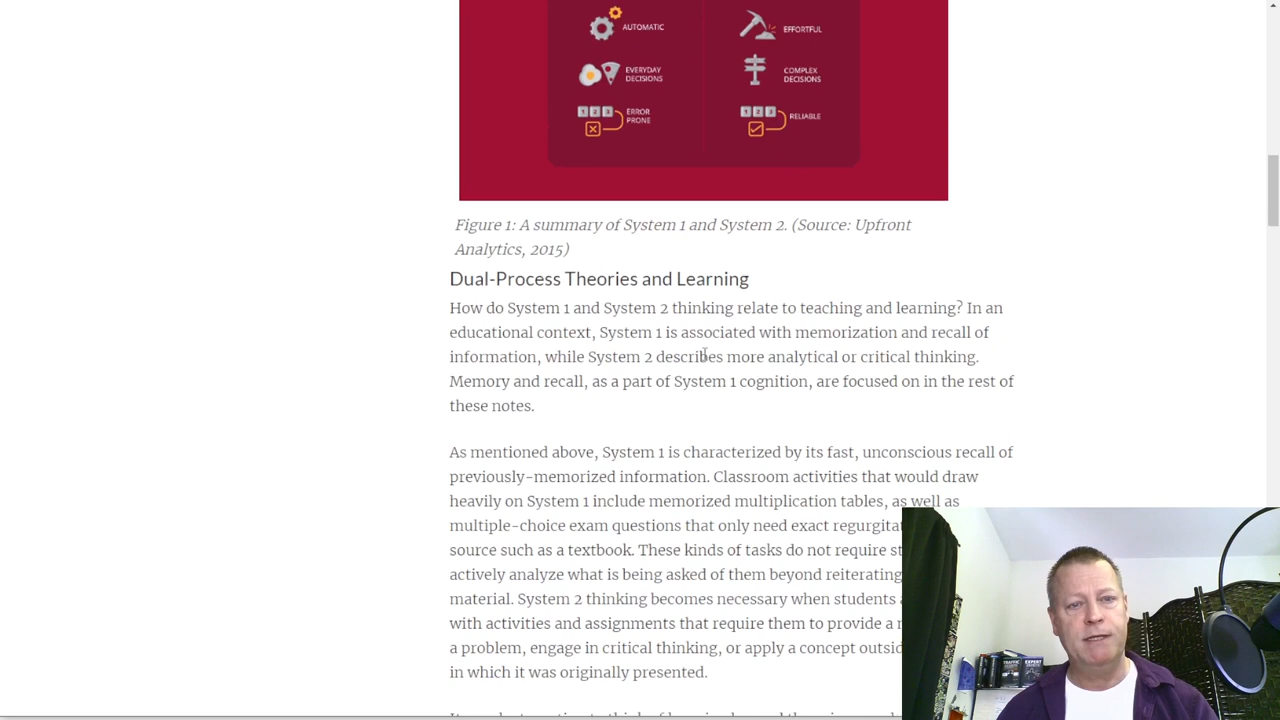 AUTOMATIC
EFFORTFUL
EVERYDAY
DECISIONS
COMPLEX
DECISIONS
1 2 3
ERROR
PRONE
1 2 3
RELIABLE
Figure 1: A summary of System 1 and System 2. (Source: Upfront
Analytics, 2015)
Dual-Process Theories and Learning
How do System 1 and System 2 thinking relate to teaching and learning? In an
educational context, System 1 is associated with memorization and recall of
information, while System 2 describes more analytical or critical thinking.
Memory and recall, as a part of System 1 cognition, are focused on in the rest of
these notes.
As mentioned above, System 1 is characterized by its fast, unconscious recall of
previously-memorized information. Classroom activities that would draw
heavily on System 1 include memorized multiplication tables, as well as
multiple-choice exam questions that only need exact regurgitat
source such as a textbook. These kinds of tasks do not require st
actively analyze what is being asked of them beyond reiterating
material. System 2 thinking becomes necessary when students
with activities and assignments that require them to provide a
a problem, engage in critical thinking, or apply a concept outsid
in which it was originally presented.
TRAFFIC
EXPERT